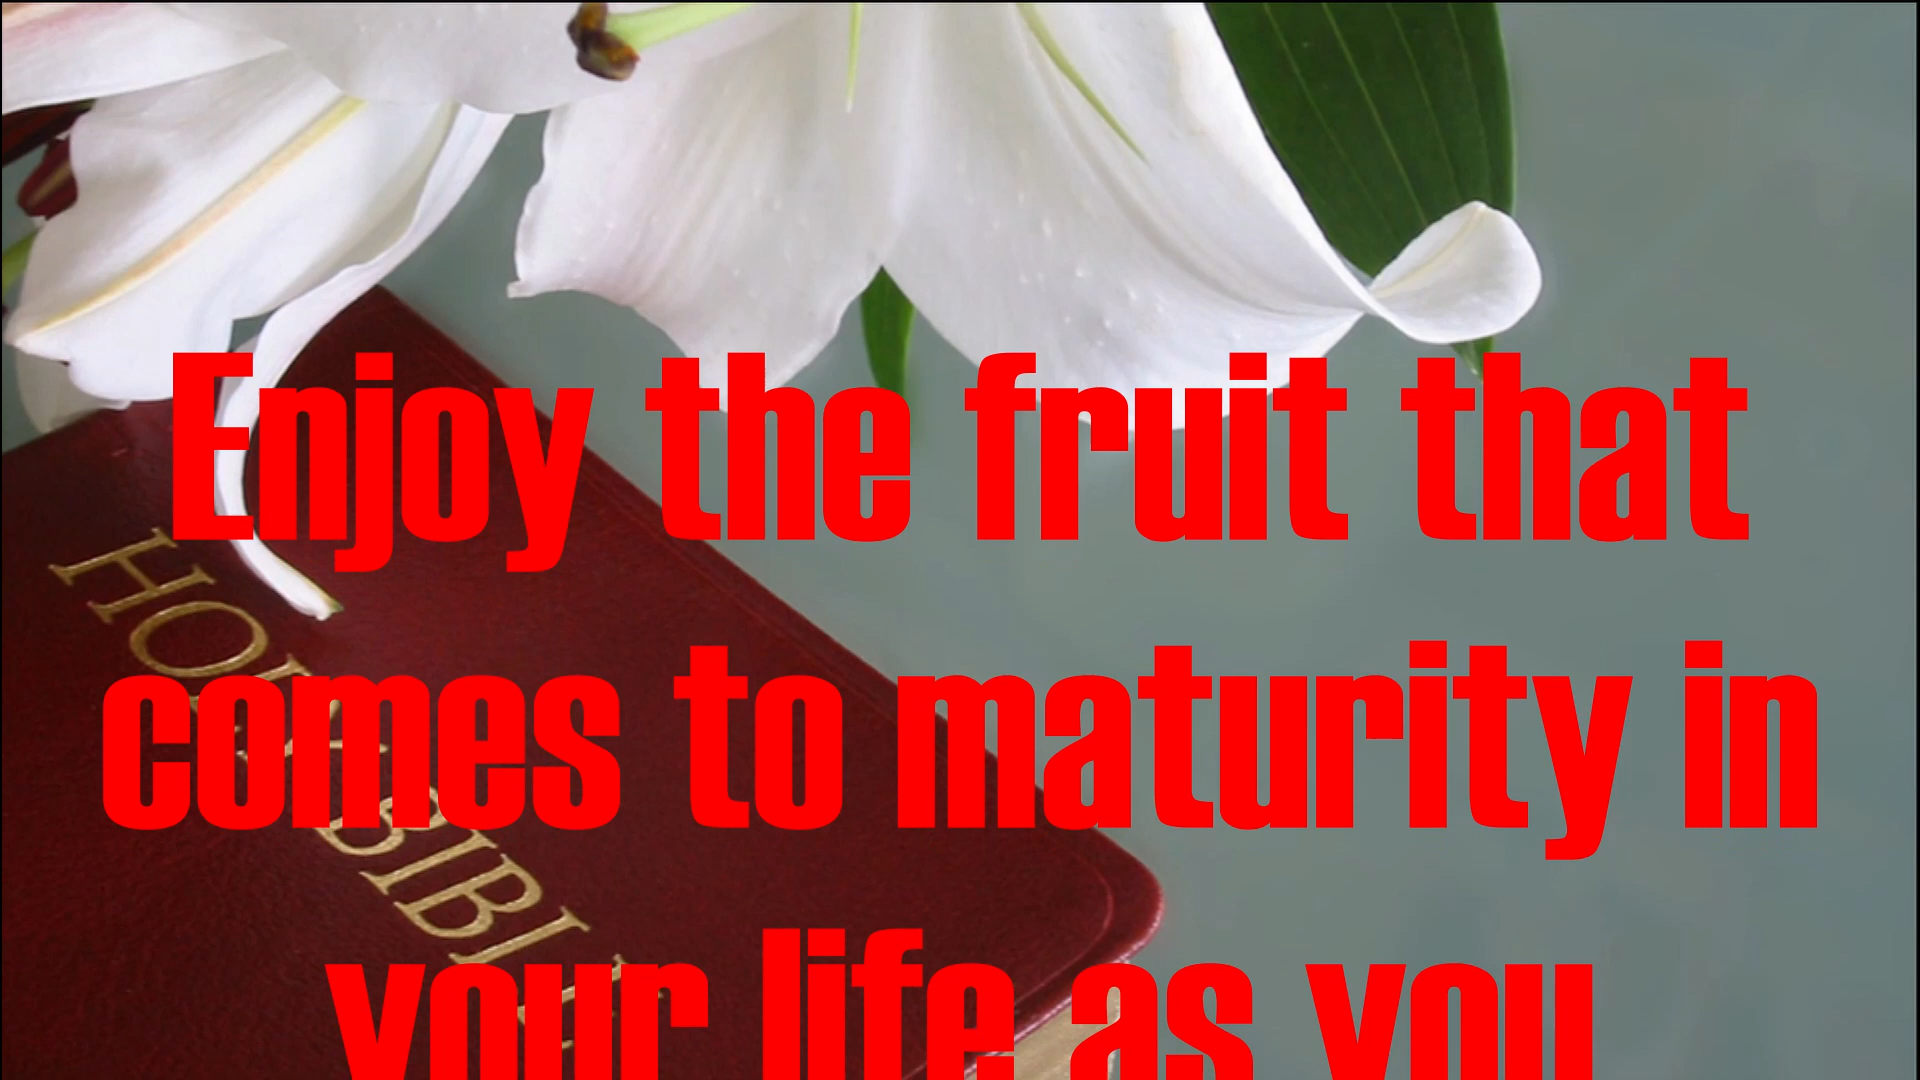 Enjoy the fruit that
comes to maturity in
your life as you
HOLY BIBLE